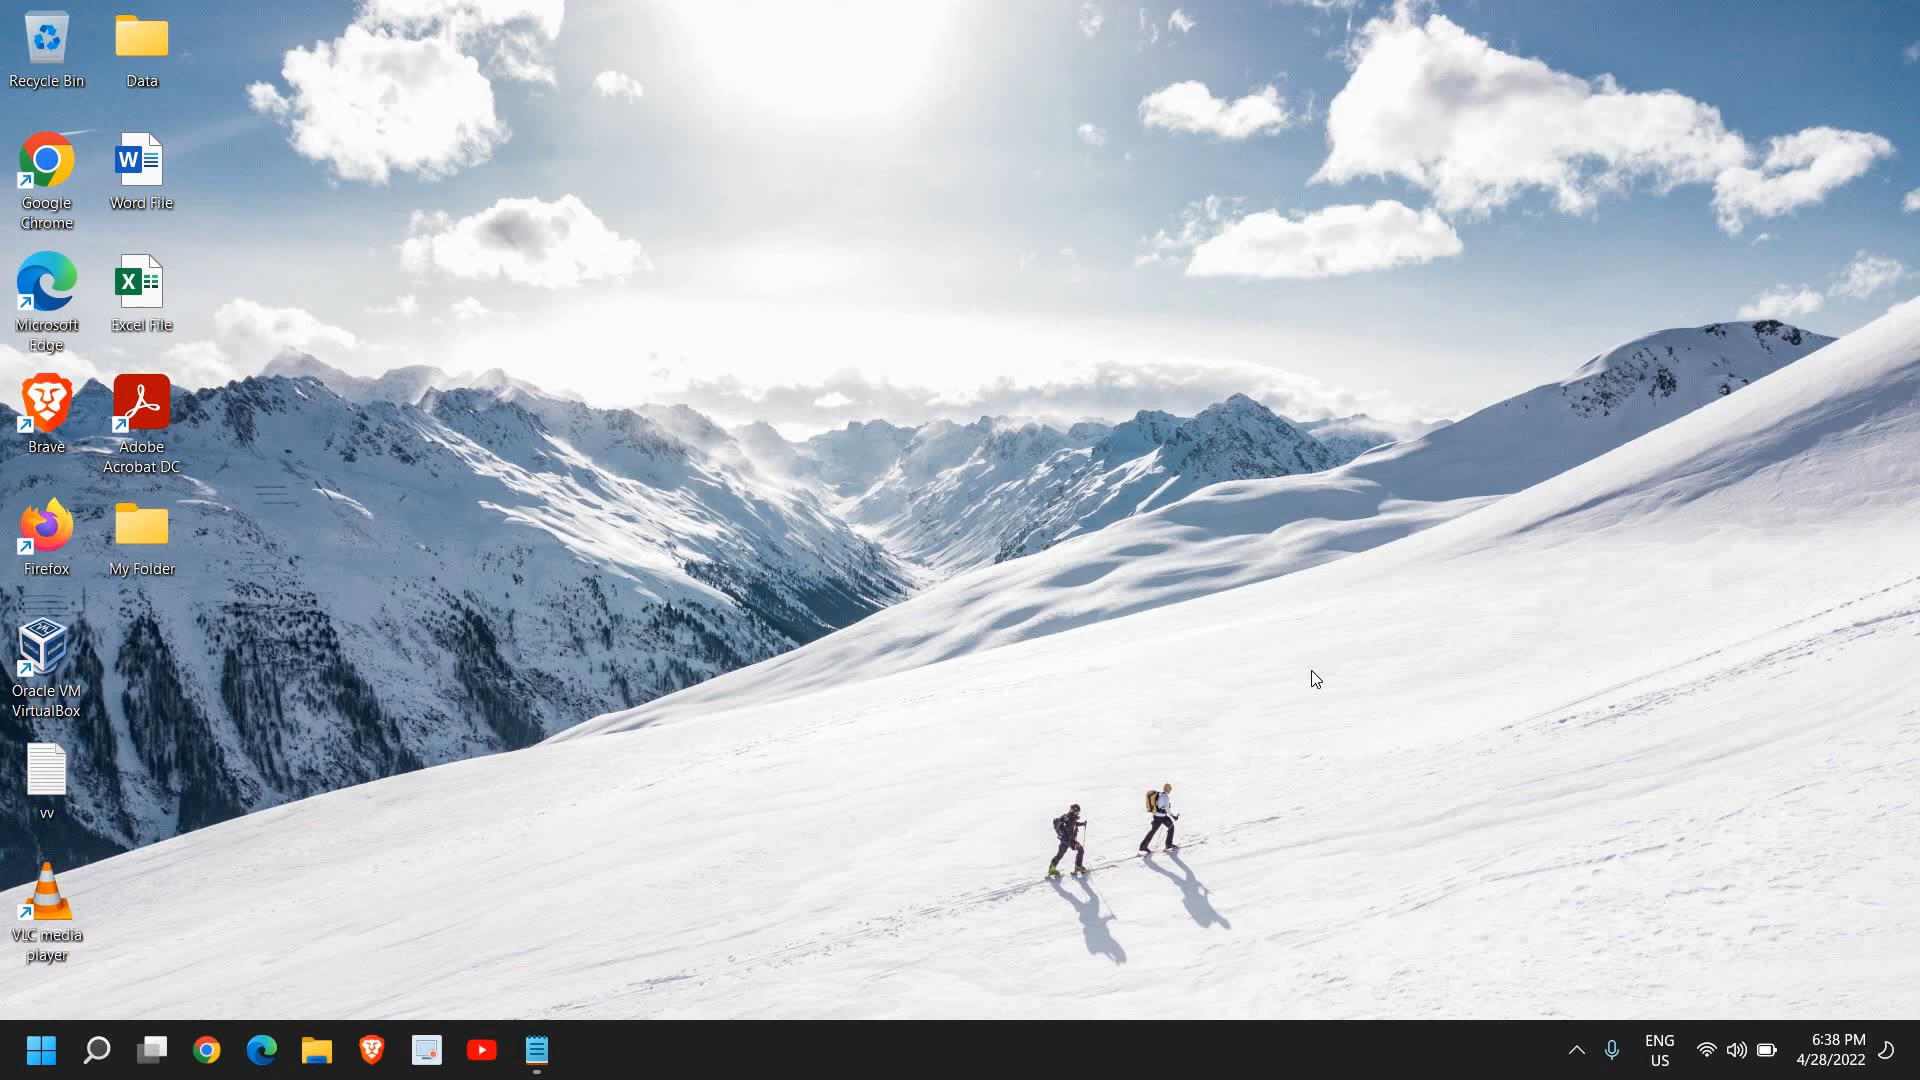 Recycle Bin
Data
Google
Chrome
Word File
Microsoft
Edge
Excel File
Brave
Adobe
Acrobat DC
Firefox
My Folder
Oracle VM
VirtualBox
vv
VLC media
player
ENG
US
6:38 PM
4/28/2022